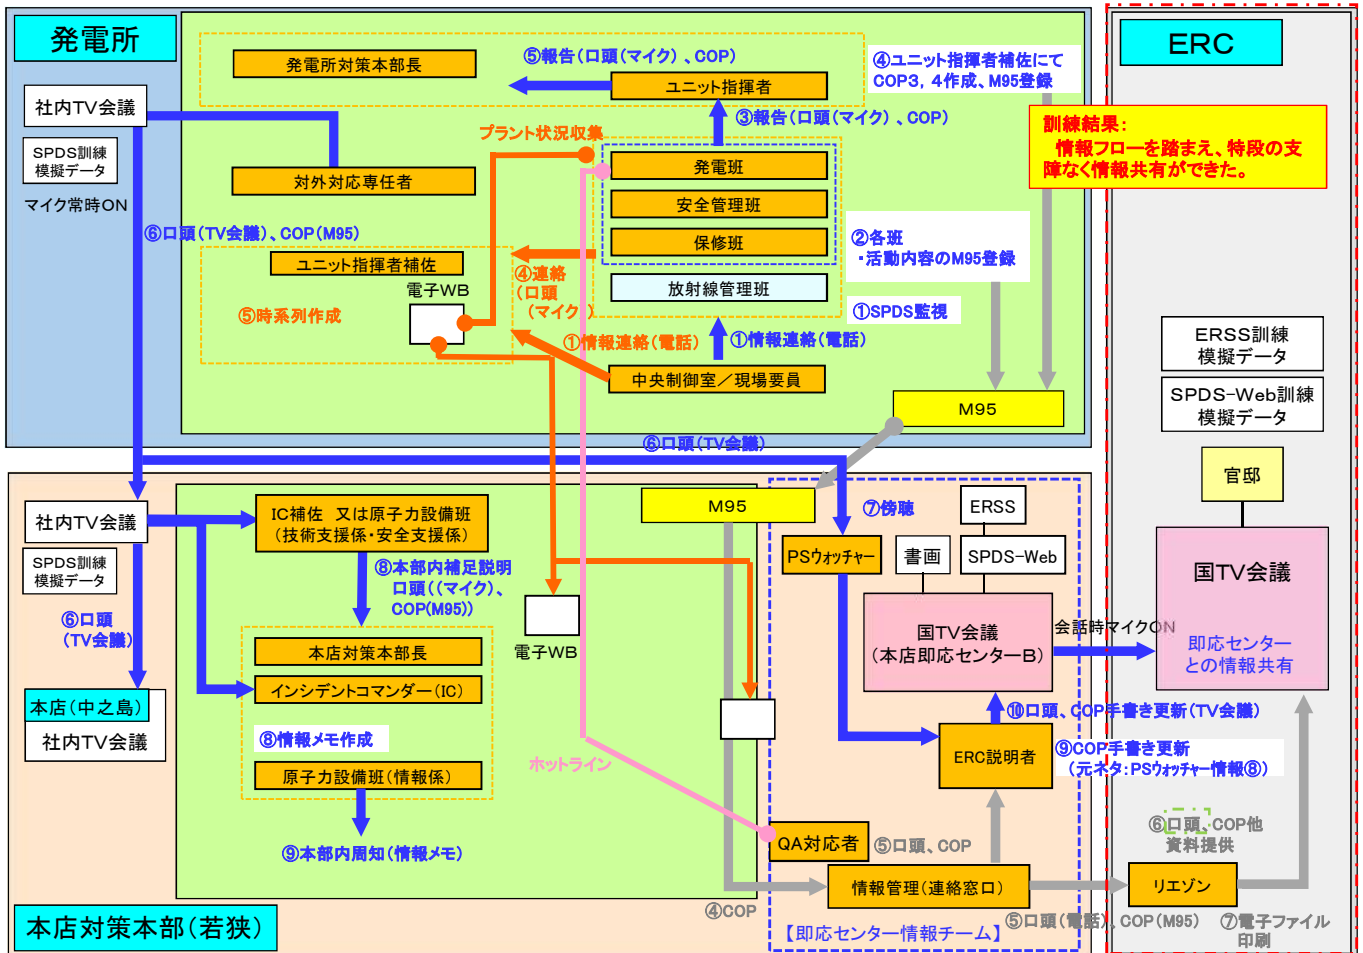 発電所
発電所対策本部長
⑤報告(口頭(マイク)、COP)
ユニット指揮者
④ユニット指揮者補佐にて
COP3，4作成、M95登録
ERC
社内TV会議
③報告(口頭(マイク)、COP)
訓練結果：
情報フローを踏まえ、特段の支
障なく情報共有ができた。
プラント状況収集
SPDS訓練
模擬データ
対外対応専任者
発電班
マイク常時ON
安全管理班
⑥口頭(TV会議)、COP(M95)
保修班
②各班
・活動内容のM95登録
ユニット指揮者補佐
④連絡
(口頭
(マイク))
放射線管理班
電子WB
⑤時系列作成
①SPDS監視
①情報連絡(電話)
①情報連絡(電話)
ERSS訓練
模擬データ
中央制御室／現場要員
SPDS-Web訓練
模擬データ
M95
⑥口頭(TV会議)
官邸
社内TV会議
IC補佐 又は原子力設備班
(技術支援係・安全支援係)
M95
⑦傍聴
ERSS
SPDS訓練
模擬データ
⑧本部内補足説明
口頭((マイク)、
COP(M95))
PSウォッチャー
書画
SPDS-Web
国TV会議
⑥口頭
(TV会議)
電子WB
国TV会議
(本店即応センターB)
会話時マイクON
即応センター
との情報共有
本店対策本部長
インシデントコマンダー(IC)
本店(中之島)
社内TV会議
⑩口頭、COP手書き更新(TV会議)
⑧情報メモ作成
ホットライン
ERC説明者
⑨COP手書き更新
(元ネタ：PSウォッチャー情報⑧)
原子力設備班(情報係)
⑥口頭、COP他
資料提供
⑨本部内周知(情報メモ)
QA対応者
⑤口頭、COP
情報管理(連絡窓口)
リエゾン
④COP
⑤口頭(電話)、COP(M95)
⑦電子ファイル
印刷
本店対策本部(若狭)
【即応センター情報チーム】